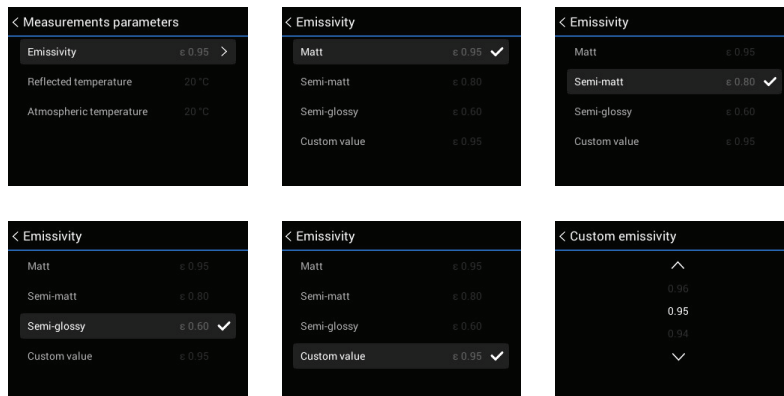 Measurements parameters
Emissivity ε 0.95
Reflected temperature 20 °C
Atmospheric temperature 20 °C
Emissivity
Matt ε 0.95
Semi-matt ε 0.80
Semi-glossy ε 0.60
Custom value ε 0.95
Emissivity
Matt ε 0.95
Semi-matt ε 0.80
Semi-glossy ε 0.60
Custom value ε 0.95
Emissivity
Matt ε 0.95
Semi-matt ε 0.80
Semi-glossy ε 0.60
Custom value ε 0.95
Emissivity
Matt ε 0.95
Semi-matt ε 0.80
Semi-glossy ε 0.60
Custom value ε 0.95
Custom emissivity
0.96
0.95
0.94